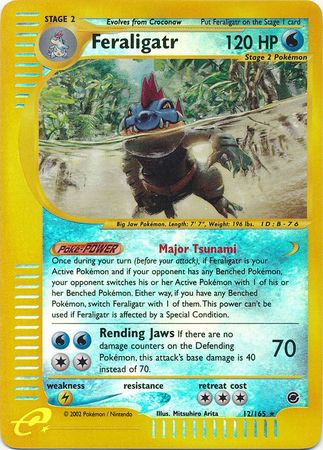 STAGE 2
Evolves from Croconaw
Put Feraligatr on the Stage 1 card
Feraligatr
120 HP
Stage 2 Pokémon
Big Jaw Pokémon. Length: 7' 7", Weight: 196 lbs. ID: B-76
Poké-POWER
Major Tsunami
Once during your turn (before your attack), if Feraligatr is your
Active Pokémon and if your opponent has any Benched Pokémon,
your opponent switches his or her Active Pokémon with 1 of his or
her Benched Pokémon. Either way, if you have any Benched
Pokémon, switch Feraligatr with 1 of them. This power can't be
used if Feraligatr is affected by a Special Condition.
Rending Jaws If there are no
damage counters on the Defending
Pokémon, this attack's base damage is 40
instead of 70.
70
weakness
resistance
retreat cost
e
© 2002 Pokémon / Nintendo
Illus. Mitsuhiro Arita
12/165 ★